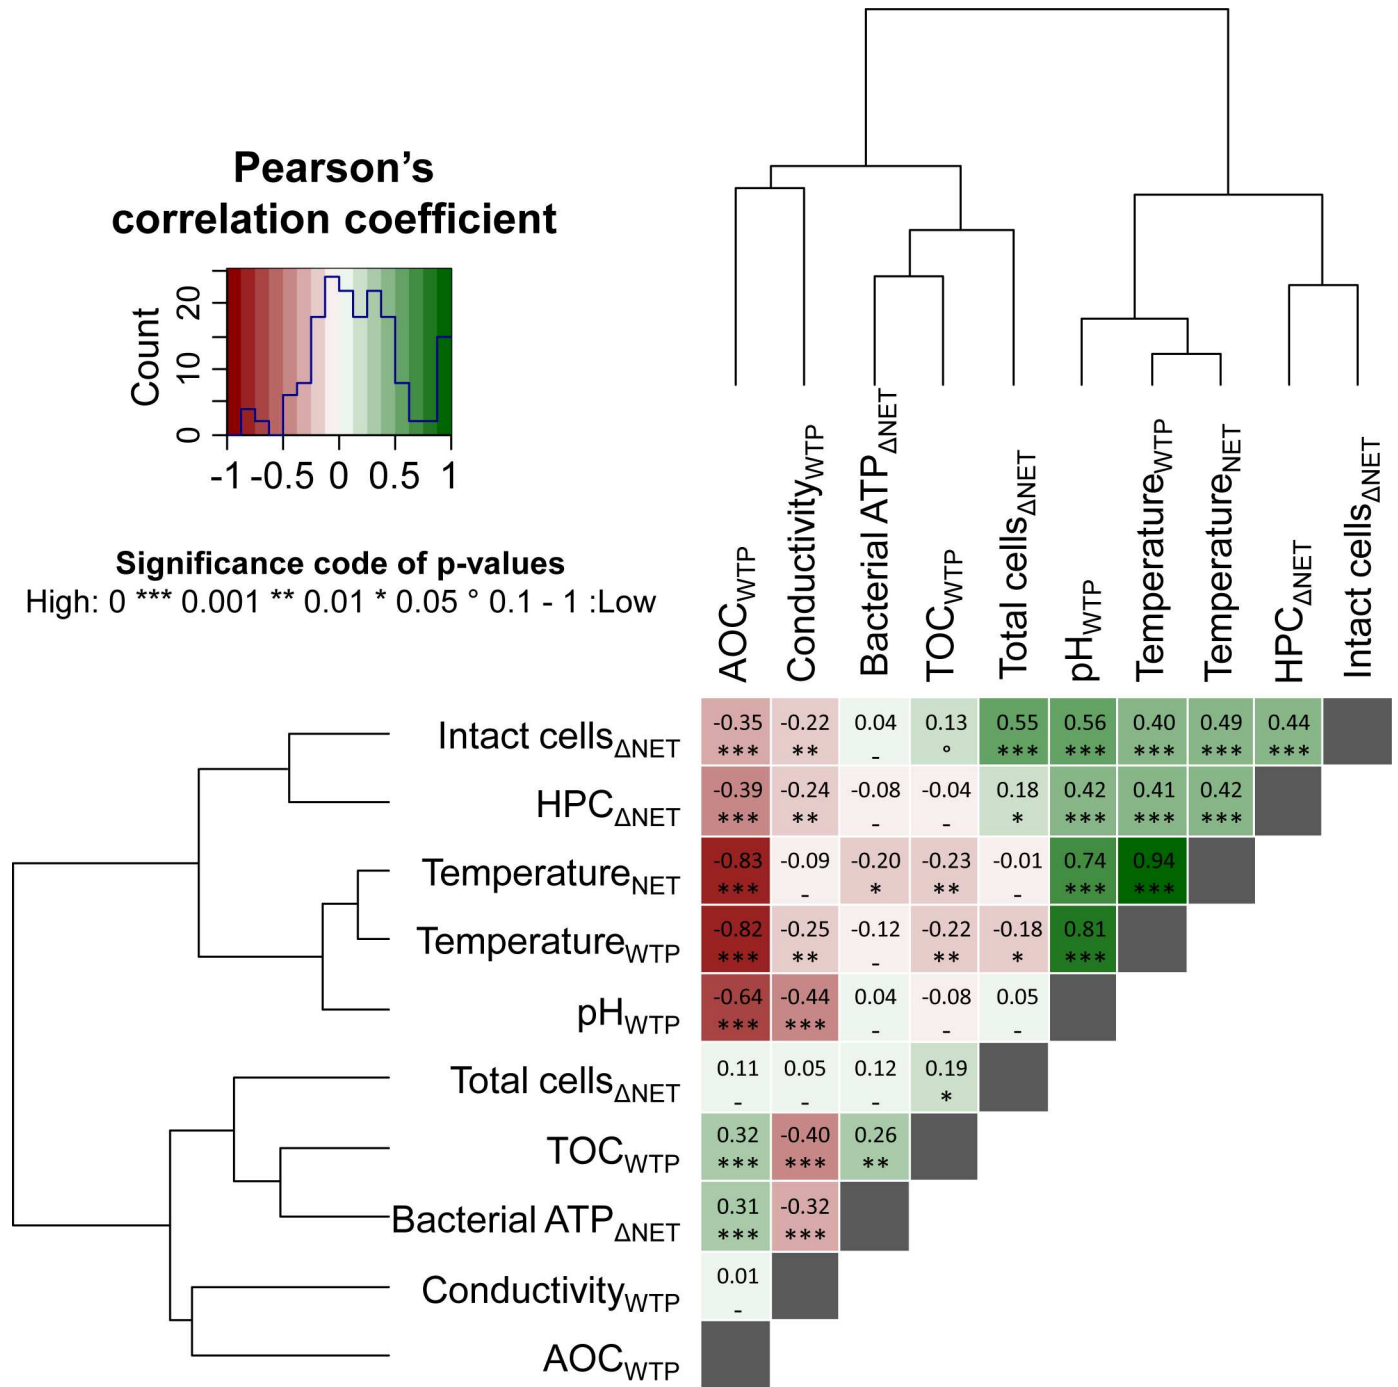 Pearson's
correlation coefficient
Count
0 10 20
-1 -0.5 0 0.5 1
Significance code of p-values
High: 0 *** 0.001 ** 0.01 * 0.05 ° 0.1 - 1 :Low
AOCWTP
ConductivityWTP
Bacterial ATPΔNET
TOCWTP
Total cellsΔNET
pHWTP
TemperatureWTP
TemperatureNET
HPCΔNET
Intact cellsΔNET
Intact cellsΔNET -0.35 -0.22 0.04 0.13 0.55 0.56 0.40 0.49 0.44
*** ** - ° *** *** *** *** ***
HPCΔNET -0.39 -0.24 -0.08 -0.04 0.18 0.42 0.41 0.42
*** ** - - * *** *** ***
TemperatureNET -0.83 -0.09 -0.20 -0.23 -0.01 0.74 0.94
*** - * ** - *** ***
TemperatureWTP -0.82 -0.25 -0.12 -0.22 -0.18 0.81
*** ** - ** * ***
pHWTP -0.64 -0.44 0.04 -0.08 0.05
*** *** - - -
Total cellsΔNET 0.11 0.05 0.12 0.19
- - - *
TOCWTP 0.32 -0.40 0.26
*** *** **
Bacterial ATPΔNET 0.31 -0.32
*** ***
ConductivityWTP 0.01
-
AOCWTP